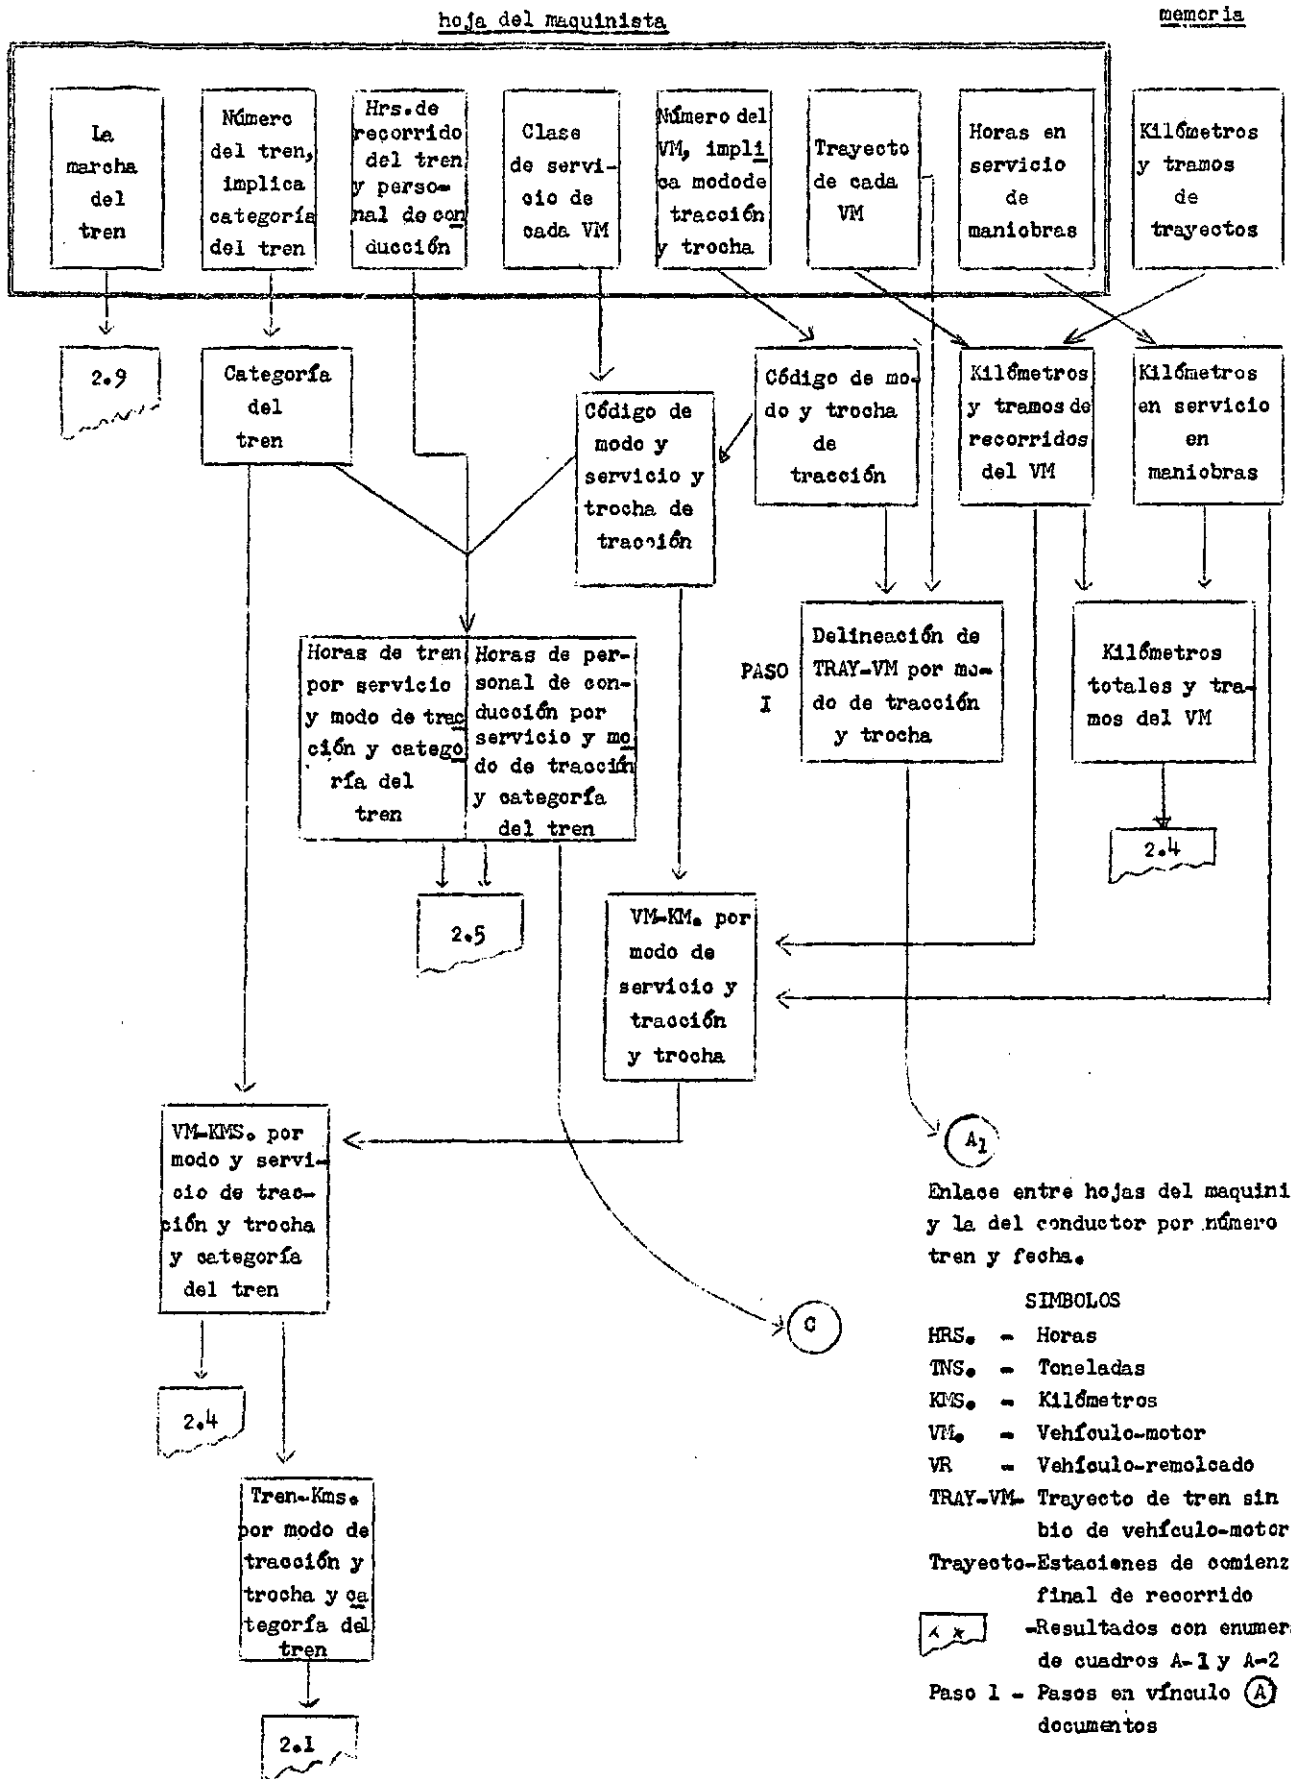 hoja del maquinista
memoria
La
marcha
del
tren
Número
del tren,
implica
categoría
del tren
Hrs. de
recorrido
del tren
y perso-
nal de con
ducción
Clase
de servi-
cio de
cada VM
Número del
VM, impli
ca modode
tracción
y trocha
Trayecto
de cada
VM
Horas en
servicio
de
maniobras
Kilómetros
y tramos
de
trayectos
2.9
Categoría
del
tren
Código de
modo y
servicio y
trocha de
tracción
Código de mo-
do y trocha
de
tracción
Kilómetros
y tramos de
recorridos
del VM
Kilómetros
en servicio
en
maniobras
Horas de tren
por servicio
y modo de trac
ción y catego
ría del
tren
Horas de per-
sonal de con-
ducción por
servicio y mo
do de tracción
y categoría
del tren
PASO
I
Delineación de
TRAY-VM por mo-
do de tracción
y trocha
Kilómetros
totales y tra-
mos del VM
2.4
2.5
VM-KM. por
modo de
servicio y
tracción
y trocha
VM-KMS. por
modo y servi-
cio de trac-
ción y trocha
y categoría
del tren
A1
Enlace entre hojas del maquini
y la del conductor por número
tren y fecha.
C
SIMBOLOS
HRS. - Horas
TNS. - Toneladas
KMS. - Kilómetros
VM. - Vehículo-motor
VR - Vehículo-remolcado
TRAY-VM- Trayecto de tren sin
bio de vehículo-motor
Trayecto-Estaciones de comienz
final de recorrido
x x -Resultados con enumer
de cuadros A-1 y A-2
Paso 1 - Pasos en vínculo A
documentos
2.4
Tren-Kms.
por modo de
tracción y
trocha y ca
tegoría del
tren
2.1